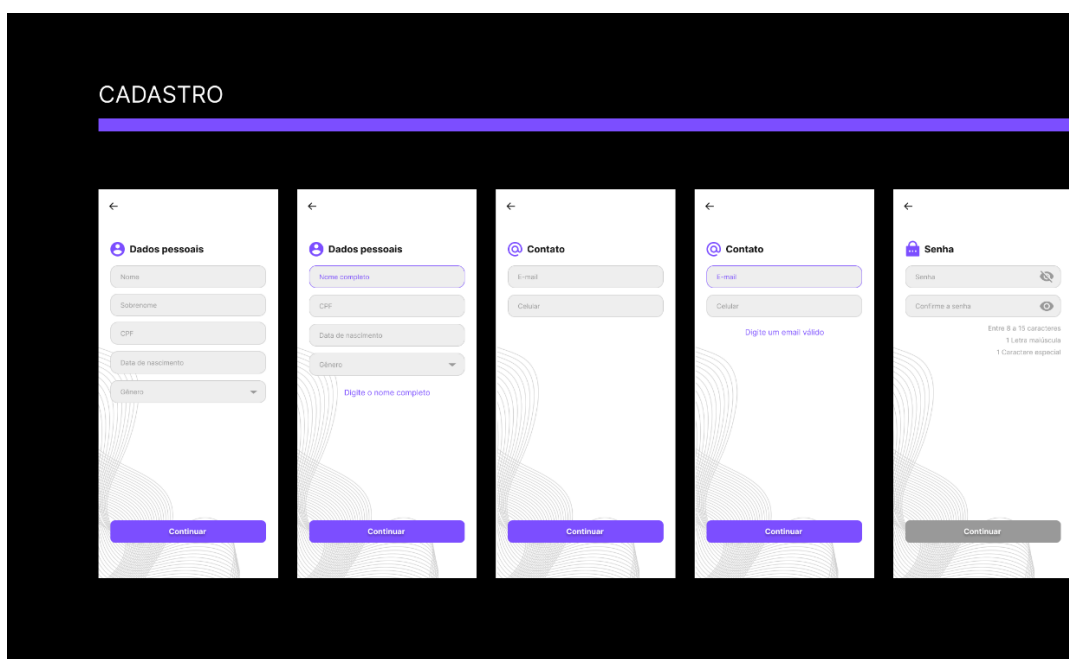 CADASTRO
Dados pessoais
Nome
Sobrenome
CPF
Data de nascimento
Gênero
Continuar
Dados pessoais
Nome completo
CPF
Data de nascimento
Gênero
Digite o nome completo
Continuar
Contato
E-mail
Celular
Continuar
Contato
E-mail
Celular
Digite um email válido
Continuar
Senha
Senha
Confirme a senha
Entre 8 a 15 caracteres
1 Letra maiúscula
1 Caractere especial
Continuar